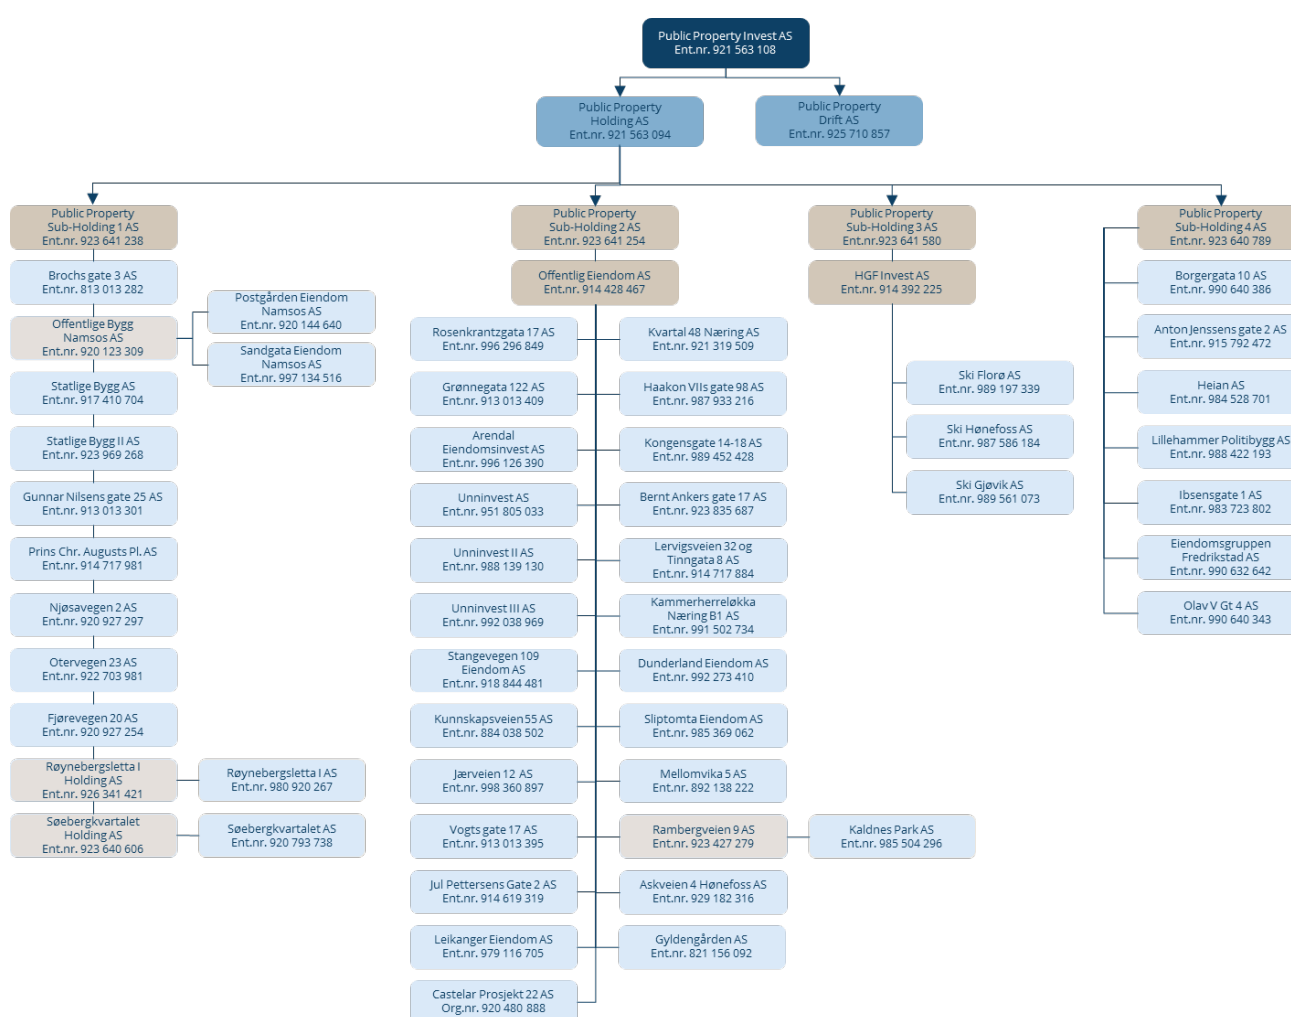 Public Property Invest AS
Ent.nr. 921 563 108
Public Property
Holding AS
Ent.nr. 921 563 094
Public Property
Drift AS
Ent.nr. 925 710 857
Public Property
Sub-Holding 1 AS
Ent.nr. 923 641 238
Brochs gate 3 AS
Ent.nr. 813 013 282
Offentlige Bygg
Namsos AS
Ent.nr. 920 123 309
Postgården Eiendom
Namsos AS
Ent.nr. 920 144 640
Sandgata Eiendom
Namsos AS
Ent.nr. 997 134 516
Statlige Bygg AS
Ent.nr. 917 410 704
Statlige Bygg II AS
Ent.nr. 923 969 268
Gunnar Nilsens gate 25 AS
Ent.nr. 913 013 301
Prins Chr. Augusts Pl. AS
Ent.nr. 914 717 981
Njøsavegen 2 AS
Ent.nr. 920 927 297
Otervegen 23 AS
Ent.nr. 922 703 981
Fjørevegen 20 AS
Ent.nr. 920 927 254
Røynebergsletta I
Holding AS
Ent.nr. 926 341 421
Røynebergsletta I AS
Ent.nr. 980 920 267
Søebergkvartalet
Holding AS
Ent.nr. 923 640 606
Søebergkvartalet AS
Ent.nr. 920 793 738
Public Property
Sub-Holding 2 AS
Ent.nr. 923 641 254
Offentlig Eiendom AS
Ent.nr. 914 428 467
Rosenkrantzgata 17 AS
Ent.nr. 996 296 849
Kvartal 48 Næring AS
Ent.nr. 921 319 509
Grønnegata 122 AS
Ent.nr. 913 013 409
Haakon VIIs gate 98 AS
Ent.nr. 987 933 216
Arendal
Eiendomsinvest AS
Ent.nr. 996 126 390
Kongensgate 14-18 AS
Ent.nr. 989 452 428
Unninvest AS
Ent.nr. 951 805 033
Bernt Ankers gate 17 AS
Ent.nr. 923 835 687
Unninvest II AS
Ent.nr. 988 139 130
Lervigsveien 32 og
Tinngata 8 AS
Ent.nr. 914 717 884
Unninvest III AS
Ent.nr. 992 038 969
Kammerherreløkka
Næring B1 AS
Ent.nr. 991 502 734
Stangevegen 109
Eiendom AS
Ent.nr. 918 844 481
Dunderland Eiendom AS
Ent.nr. 992 273 410
Kunnskapsveien 55 AS
Ent.nr. 884 038 502
Sliptomta Eiendom AS
Ent.nr. 985 369 062
Jærveien 12 AS
Ent.nr. 998 360 897
Mellomvika 5 AS
Ent.nr. 892 138 222
Vogts gate 17 AS
Ent.nr. 913 013 395
Rambergveien 9 AS
Ent.nr. 923 427 279
Kaldnes Park AS
Ent.nr. 985 504 296
Jul Pettersens Gate 2 AS
Ent.nr. 914 619 319
Askveien 4 Hønefoss AS
Ent.nr. 929 182 316
Leikanger Eiendom AS
Ent.nr. 979 116 705
Gyldengården AS
Ent.nr. 821 156 092
Castelar Prosjekt 22 AS
Org.nr. 920 480 888
Public Property
Sub-Holding 3 AS
Ent.nr.923 641 580
HGF Invest AS
Ent.nr. 914 392 225
Ski Florø AS
Ent.nr. 989 197 339
Ski Hønefoss AS
Ent.nr. 987 586 184
Ski Gjøvik AS
Ent.nr. 989 561 073
Public Property
Sub-Holding 4 AS
Ent.nr. 923 640 789
Borgergata 10 AS
Ent.nr. 990 640 386
Anton Jenssens gate 2 AS
Ent.nr. 915 792 472
Heian AS
Ent.nr. 984 528 701
Lillehammer Politibygg AS
Ent.nr. 988 422 193
Ibsensgate 1 AS
Ent.nr. 983 723 802
Eiendomsgruppen
Fredrikstad AS
Ent.nr. 990 632 642
Olav V Gt 4 AS
Ent.nr. 990 640 343